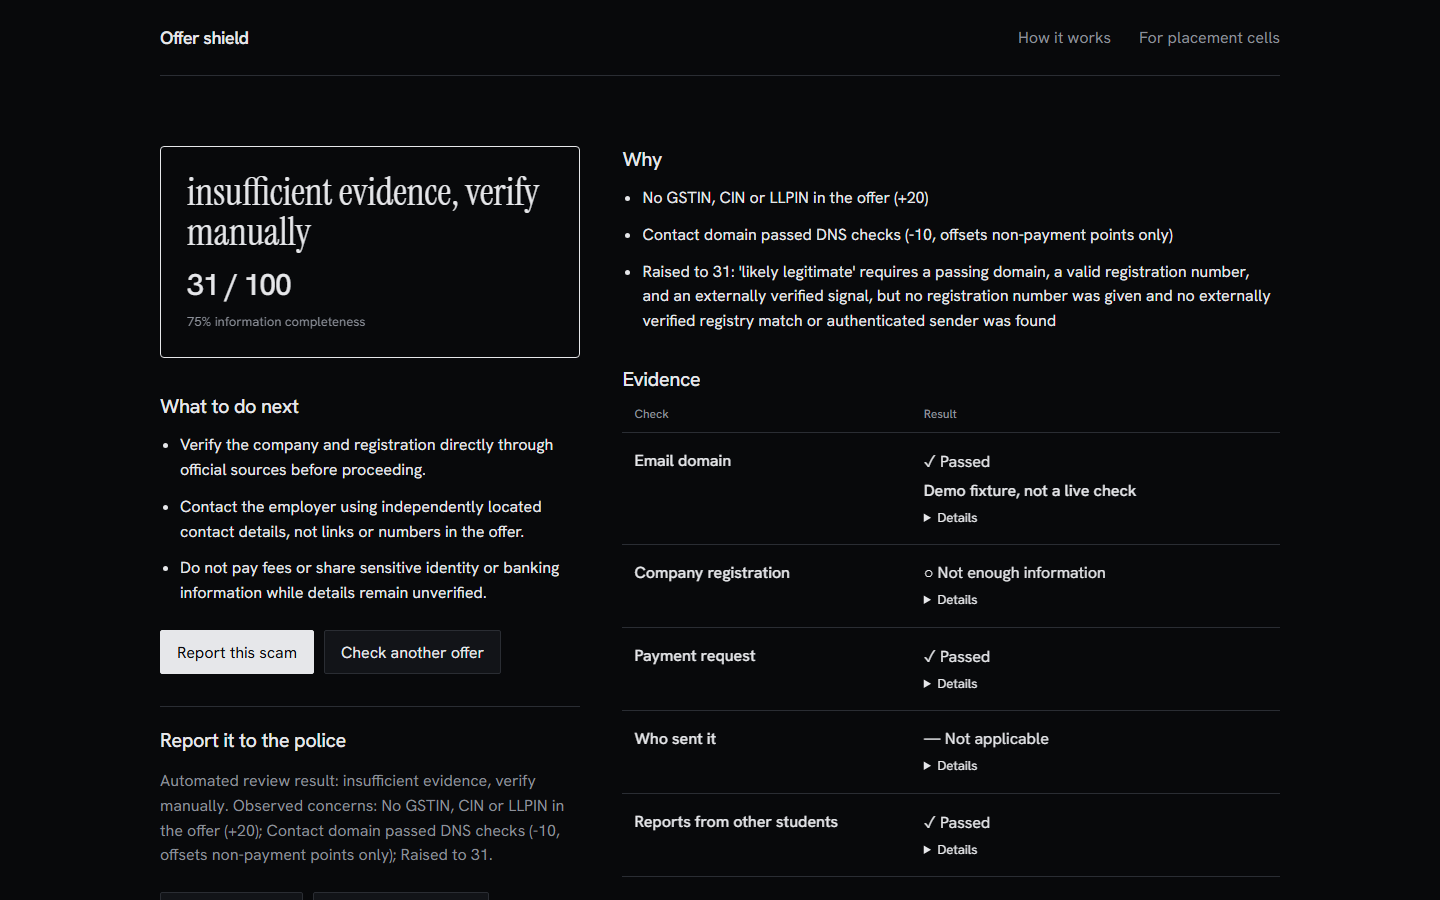 Offer shield
How it works
For placement cells
insufficient evidence, verify
manually
31 / 100
75% information completeness
What to do next
• Verify the company and registration directly through
official sources before proceeding.
• Contact the employer using independently located
contact details, not links or numbers in the offer.
• Do not pay fees or share sensitive identity or banking
information while details remain unverified.
Report this scam
Check another offer
Report it to the police
Automated review result: insufficient evidence, verify
manually. Observed concerns: No GSTIN, CIN or LLPIN in
the offer (+20); Contact domain passed DNS checks (-10,
offsets non-payment points only); Raised to 31.
Why
• No GSTIN, CIN or LLPIN in the offer (+20)
• Contact domain passed DNS checks (-10, offsets non-payment points only)
• Raised to 31: 'likely legitimate' requires a passing domain, a valid registration number,
and an externally verified signal, but no registration number was given and no externally
verified registry match or authenticated sender was found
Evidence
Check
Result
Email domain
✓ Passed
Demo fixture, not a live check
▶ Details
Company registration
○ Not enough information
▶ Details
Payment request
✓ Passed
▶ Details
Who sent it
— Not applicable
▶ Details
Reports from other students
✓ Passed
▶ Details